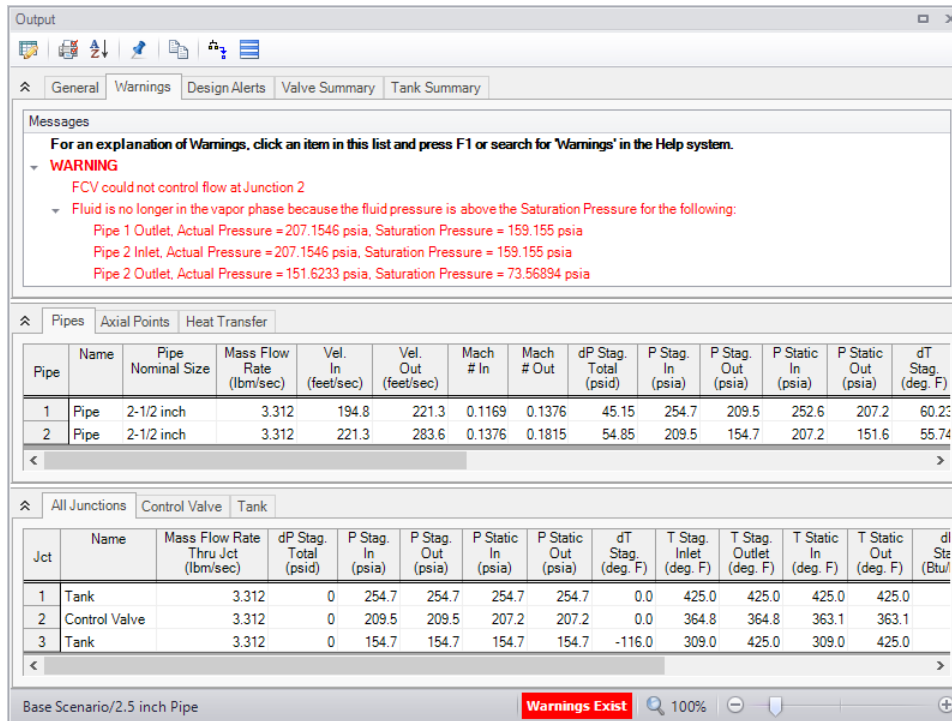 Output
General Warnings Design Alerts Valve Summary Tank Summary
Messages
For an explanation of Warnings, click an item in this list and press F1 or search for 'Warnings' in the Help system.
WARNING
FCV could not control flow at Junction 2
Fluid is no longer in the vapor phase because the fluid pressure is above the Saturation Pressure for the following:
Pipe 1 Outlet, Actual Pressure = 207.1546 psia, Saturation Pressure = 159.155 psia
Pipe 2 Inlet, Actual Pressure = 207.1546 psia, Saturation Pressure = 159.155 psia
Pipe 2 Outlet, Actual Pressure = 151.6233 psia, Saturation Pressure = 73.56894 psia
Pipes Axial Points Heat Transfer
Pipe Name Pipe Nominal Size Mass Flow Rate (lbm/sec) Vel. In (feet/sec) Vel. Out (feet/sec) Mach # In Mach # Out dP Stag. Total (psid) P Stag. In (psia) P Stag. Out (psia) P Static In (psia) P Static Out (psia) dT Stag. (deg. F)
1 Pipe 2-1/2 inch 3.312 194.8 221.3 0.1169 0.1376 45.15 254.7 209.5 252.6 207.2 60.23
2 Pipe 2-1/2 inch 3.312 221.3 283.6 0.1376 0.1815 54.85 209.5 154.7 207.2 151.6 55.74
All Junctions Control Valve Tank
Jct Name Mass Flow Rate Thru Jct (lbm/sec) dP Stag. Total (psid) P Stag. In (psia) P Stag. Out (psia) P Static In (psia) P Static Out (psia) dT Stag. (deg. F) T Stag. Inlet (deg. F) T Stag. Outlet (deg. F) T Static In (deg. F) T Static Out (deg. F)
1 Tank 3.312 0 254.7 254.7 254.7 254.7 0.0 425.0 425.0 425.0 425.0
2 Control Valve 3.312 0 209.5 209.5 207.2 207.2 0.0 364.8 364.8 363.1 363.1
3 Tank 3.312 0 154.7 154.7 154.7 154.7 -116.0 309.0 425.0 309.0 425.0
Base Scenario/2.5 inch Pipe Warnings Exist 100%